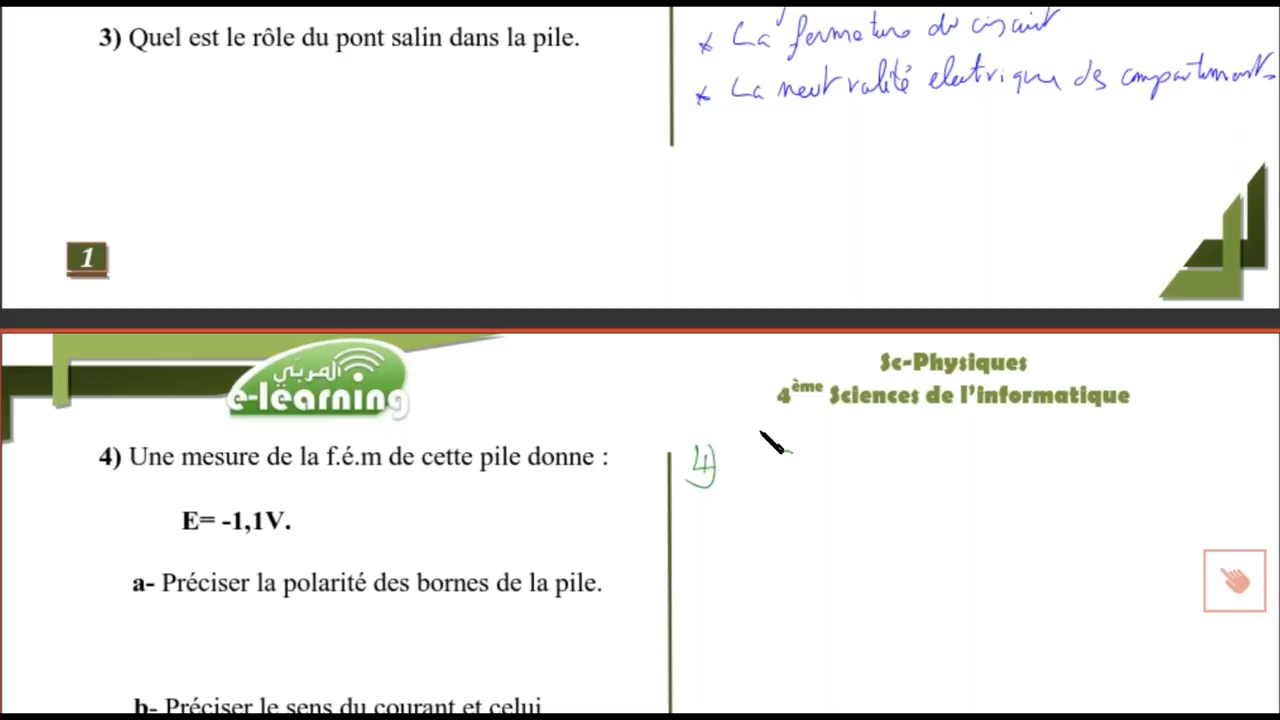 3) Quel est le rôle du pont salin dans la pile.
* La fermeture du circuit
* La neutralité electrique des compartiments
1
المربّي
e-learning
Sc-Physiques
4ème Sciences de l'informatique
4) Une mesure de la f.é.m de cette pile donne :
4)
E= -1,1V.
a- Préciser la polarité des bornes de la pile.
b- Préciser le sens du courant et celui